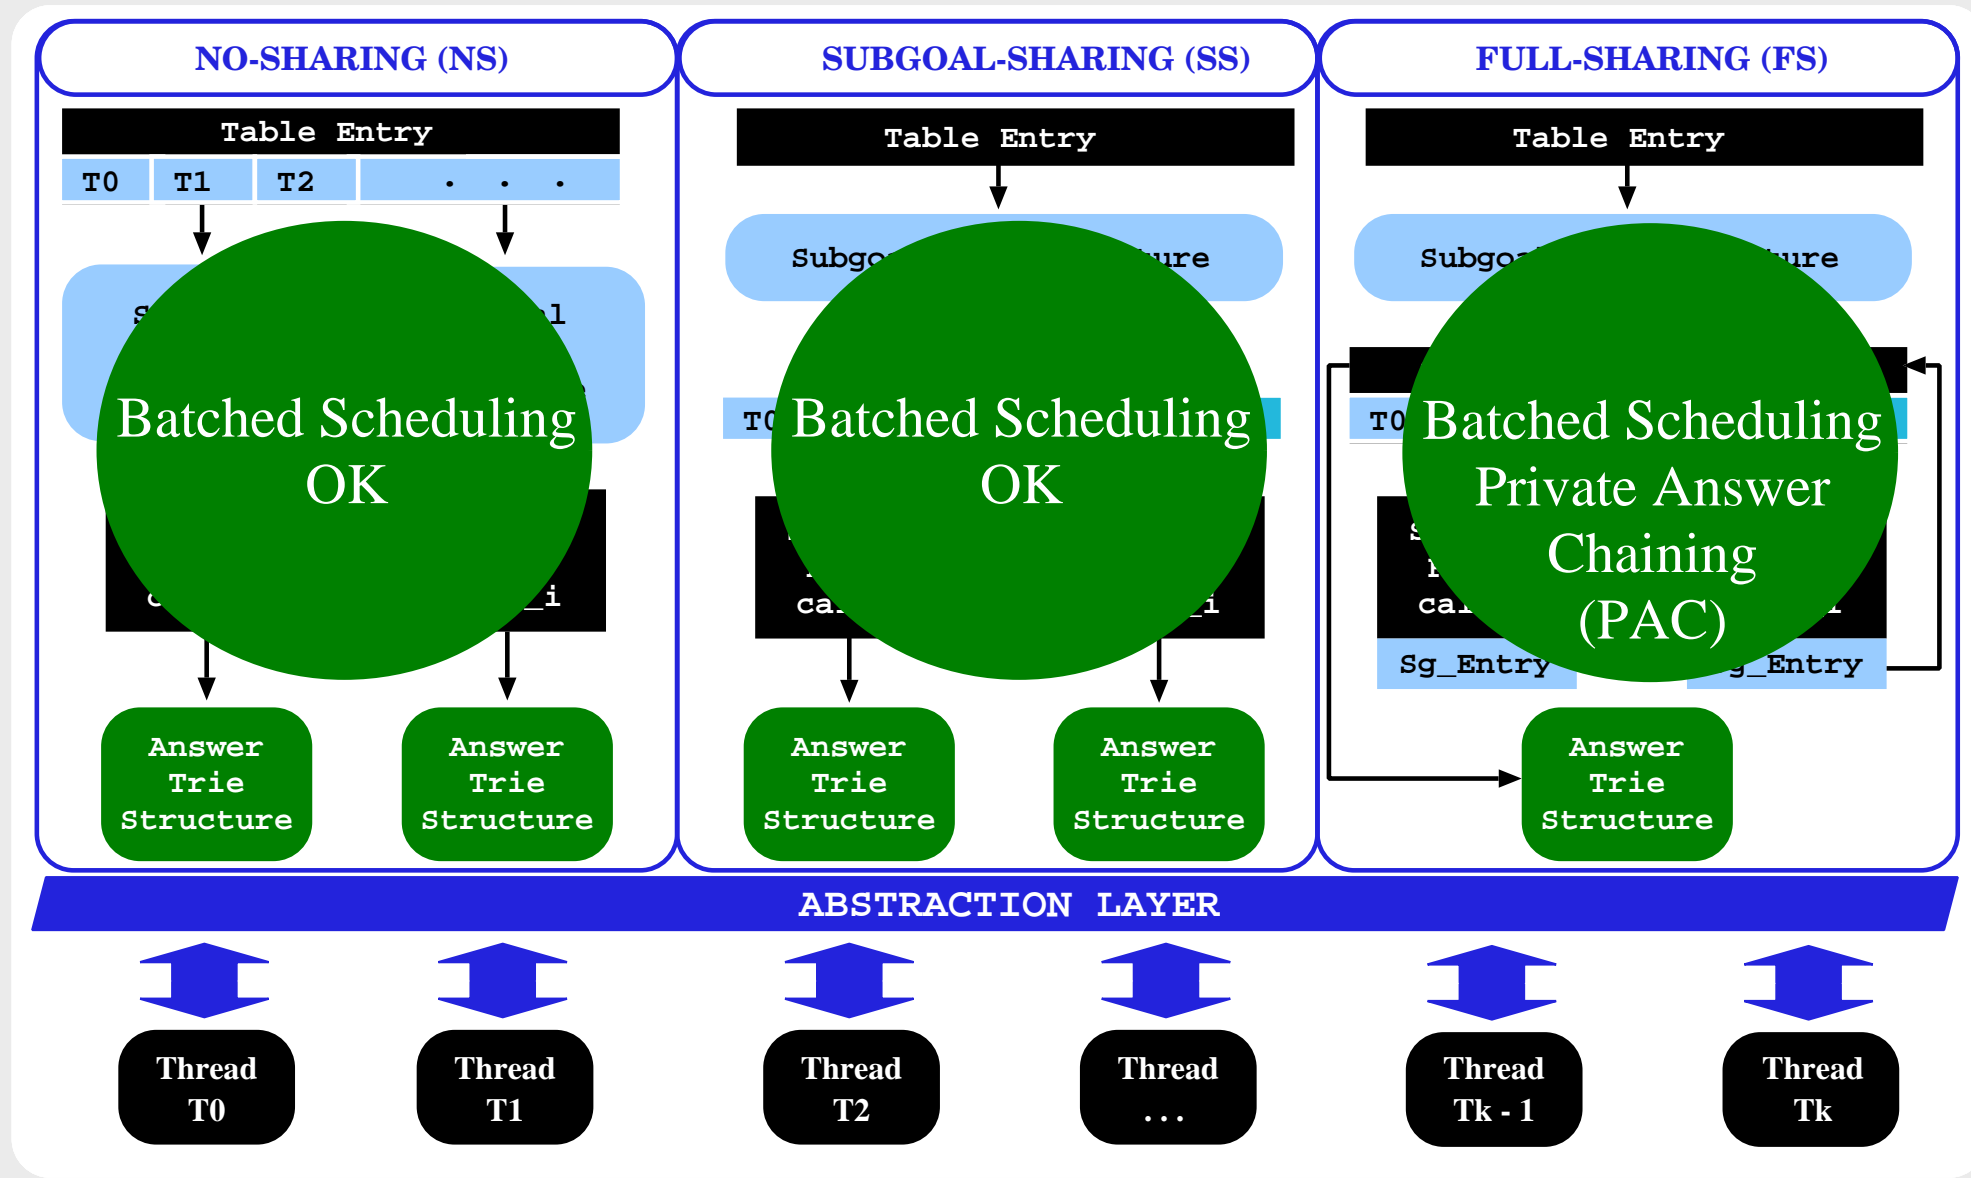 NO-SHARING (NS)
Table Entry
T0 T1 T2 . . .
Batched Scheduling
OK
Answer
Trie
Structure
Answer
Trie
Structure
SUBGOAL-SHARING (SS)
Table Entry
T0
Batched Scheduling
OK
Answer
Trie
Structure
Answer
Trie
Structure
FULL-SHARING (FS)
Table Entry
T0
Batched Scheduling
Private Answer
Chaining
(PAC)
Sg_Entry
Answer
Trie
Structure
ABSTRACTION LAYER
Thread
T0
Thread
T1
Thread
T2
Thread
. . .
Thread
Tk - 1
Thread
Tk